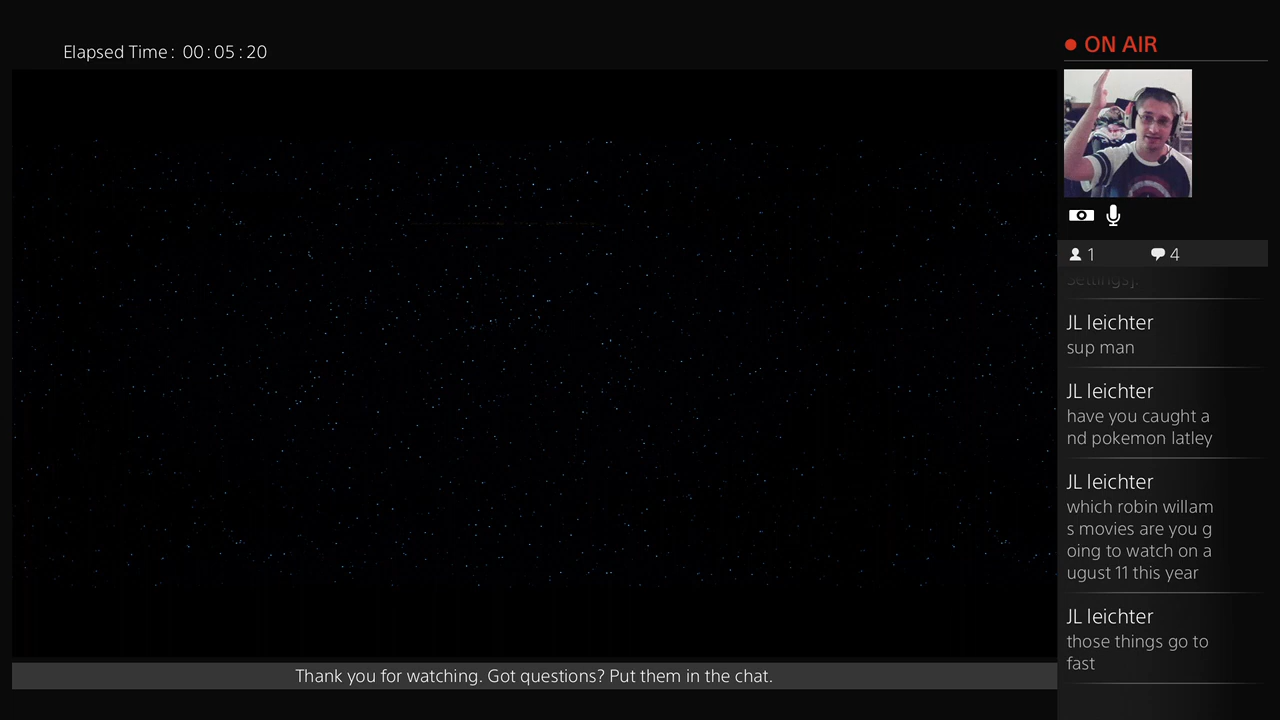 Elapsed Time: 00:05:20
ON AIR
1
4
Settings].
JL leichter
sup man
JL leichter
have you caught a
nd pokemon latley
JL leichter
which robin willam
s movies are you g
oing to watch on a
ugust 11 this year
JL leichter
those things go to
fast
Thank you for watching. Got questions? Put them in the chat.